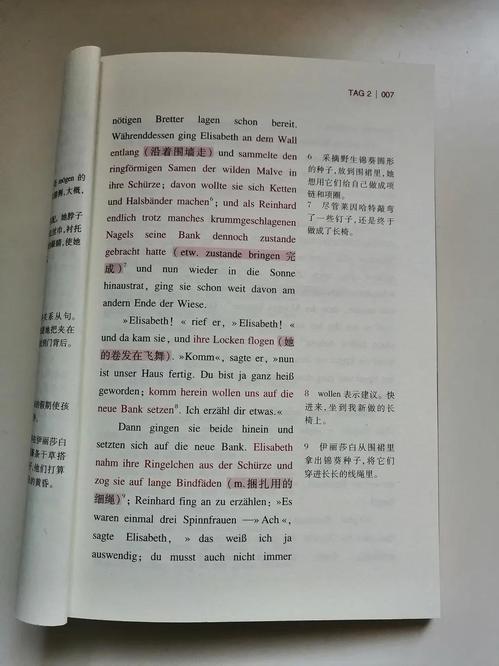 mögen 的
TAG 2 | 007
nötigen Bretter lagen schon bereit.
Währenddessen ging Elisabeth an dem Wall
entlang (沿着围墙走) und sammelte den
ringförmigen Samen der wilden Malve in
ihre Schürze; davon wollte sie sich Ketten
und Halsbänder machen6; und als Reinhard
endlich trotz manches krummgeschlagenen
Nagels seine Bank dennoch zustande
gebracht hatte (etw. zustande bringen 完
成)7 und nun wieder in die Sonne
hinaustrat, ging sie schon weit davon am
andern Ende der Wiese.
»Elisabeth! « rief er, »Elisabeth! «
und da kam sie, und ihre Locken flogen (她
的卷发在飞舞). »Komm«, sagte er, »nun
ist unser Haus fertig. Du bist ja ganz heiß
geworden; komm herein wollen uns auf die
neue Bank setzen8. Ich erzähl dir etwas.«
Dann gingen sie beide hinein und
setzten sich auf die neue Bank. Elisabeth
nahm ihre Ringelchen aus der Schürze und
zog sie auf lange Bindfäden (m.捆扎用的
细绳)9; Reinhard fing an zu erzählen: »Es
waren einmal drei Spinnfrauen —» Ach «,
sagte Elisabeth, » das weiß ich ja
auswendig; du musst auch nicht immer
6 采摘野生锦葵圆形
的种子,放到围裙里,她
想用它们给自己做成项
链和项圈。
7 尽管莱因哈特敲弯
了一些钉子,还是终于
做成了长椅。
8 wollen 表示建议。快
进来,坐到我新做的长
椅上。
9 伊丽莎白从围裙里
拿出锦葵种子,将它们
穿进长长的线绳里。